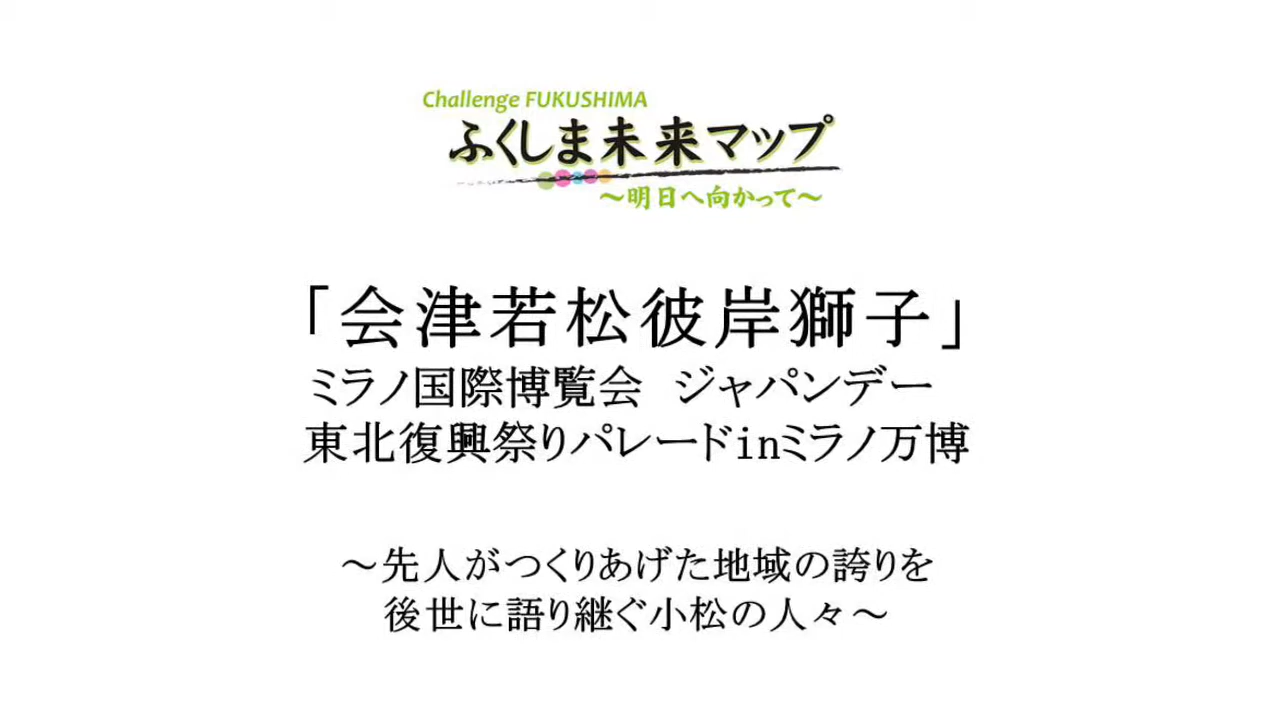 Challenge FUKUSHIMA
ふくしま未来マップ
～明日へ向かって～
「会津若松彼岸獅子」
ミラノ国際博覧会　ジャパンデー
東北復興祭りパレードinミラノ万博
～先人がつくりあげた地域の誇りを
後世に語り継ぐ小松の人々～